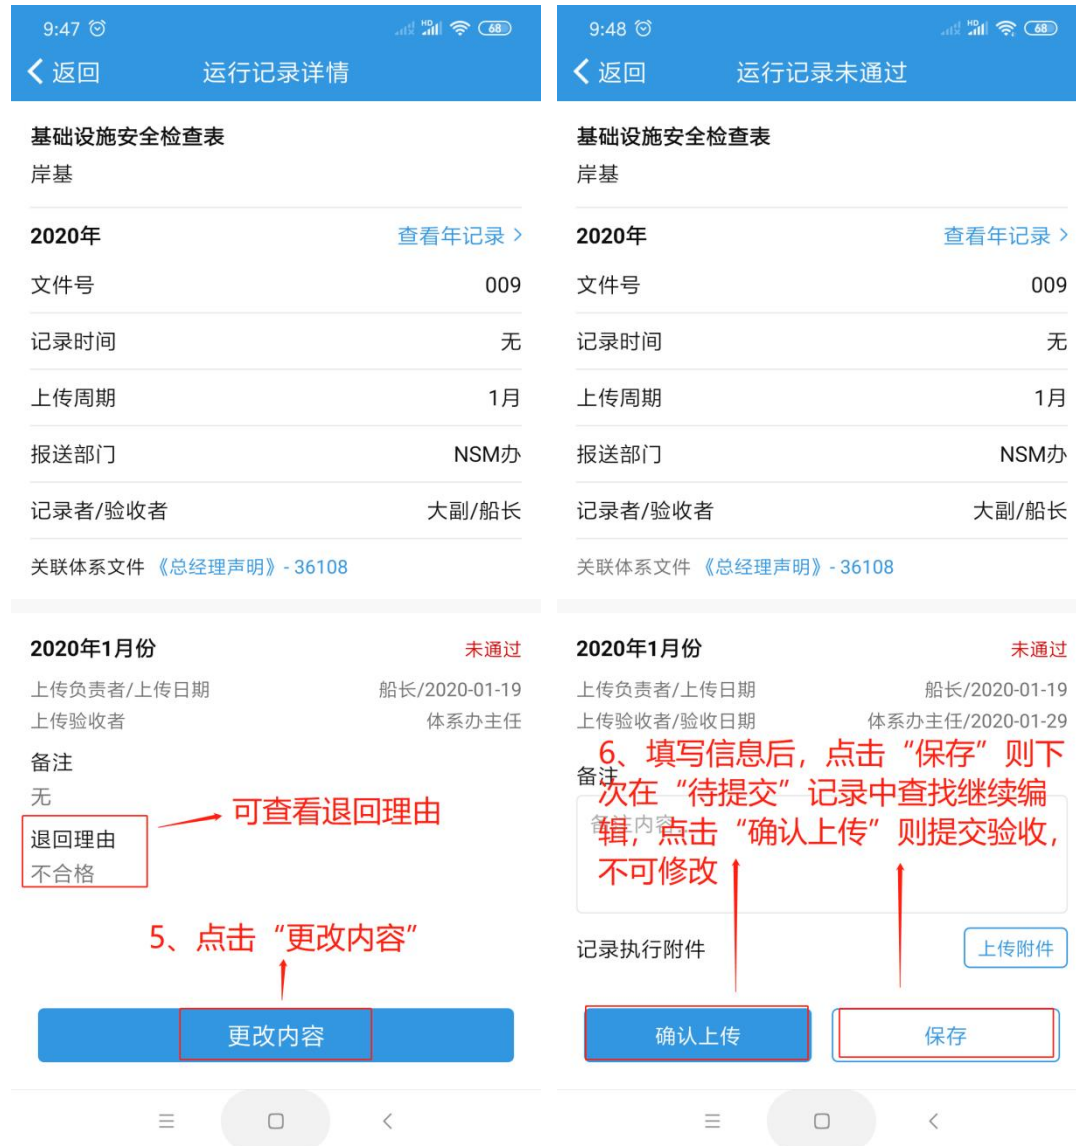 9:47
HD
68
返回
运行记录详情
基础设施安全检查表
岸基
2020年
查看年记录
文件号
009
记录时间
无
上传周期
1月
报送部门
NSM办
记录者/验收者
大副/船长
关联体系文件 《总经理声明》- 36108
2020年1月份
未通过
上传负责者/上传日期
船长/2020-01-19
上传验收者
体系办主任
备注
无
可查看退回理由
退回理由
不合格
5、点击“更改内容”
更改内容
9:48
HD
68
返回
运行记录未通过
基础设施安全检查表
岸基
2020年
查看年记录
文件号
009
记录时间
无
上传周期
1月
报送部门
NSM办
记录者/验收者
大副/船长
关联体系文件 《总经理声明》- 36108
2020年1月份
未通过
上传负责者/上传日期
船长/2020-01-19
上传验收者/验收日期
体系办主任/2020-01-29
备注
备注内容
6、填写信息后，点击“保存”则下
次在“待提交”记录中查找继续编
辑，点击“确认上传”则提交验收，
不可修改
记录执行附件
上传附件
确认上传
保存